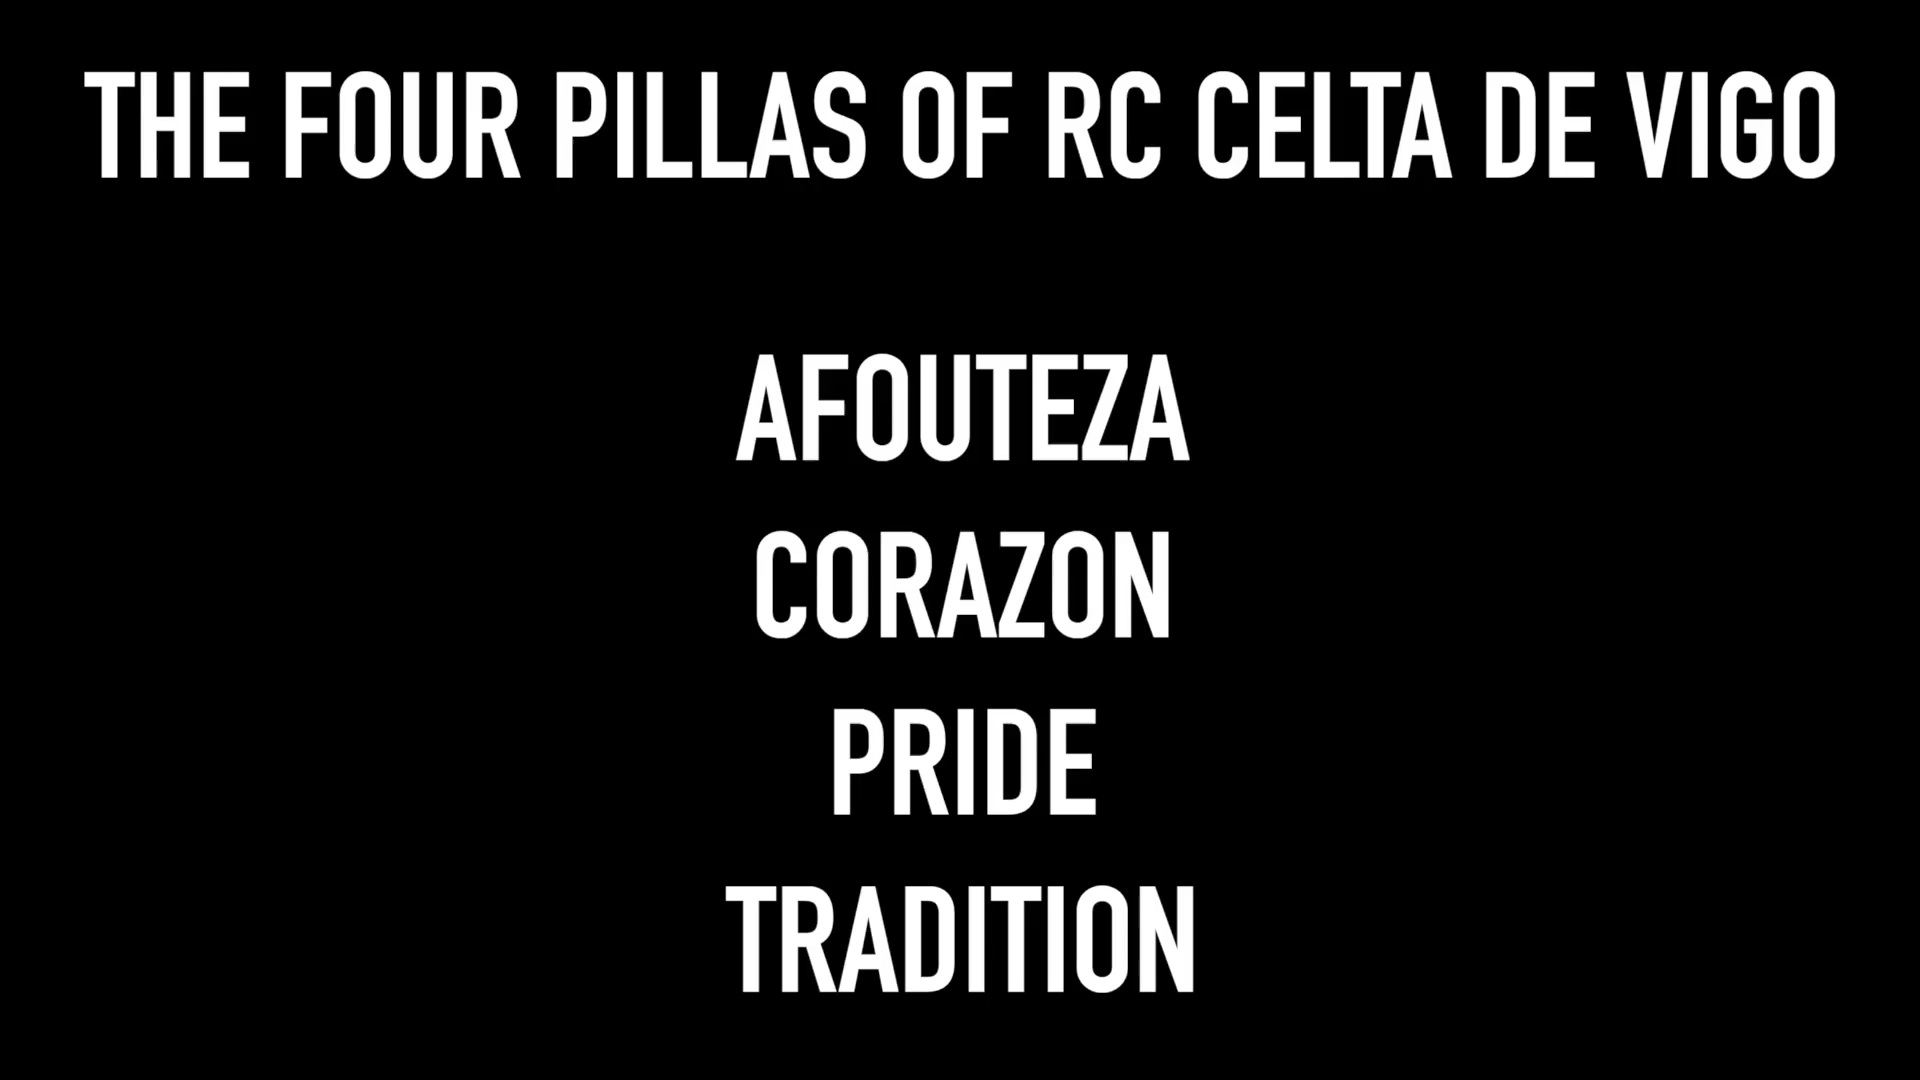 THE FOUR PILLAS OF RC CELTA DE VIGO
AFOUTEZA
CORAZON
PRIDE
TRADITION